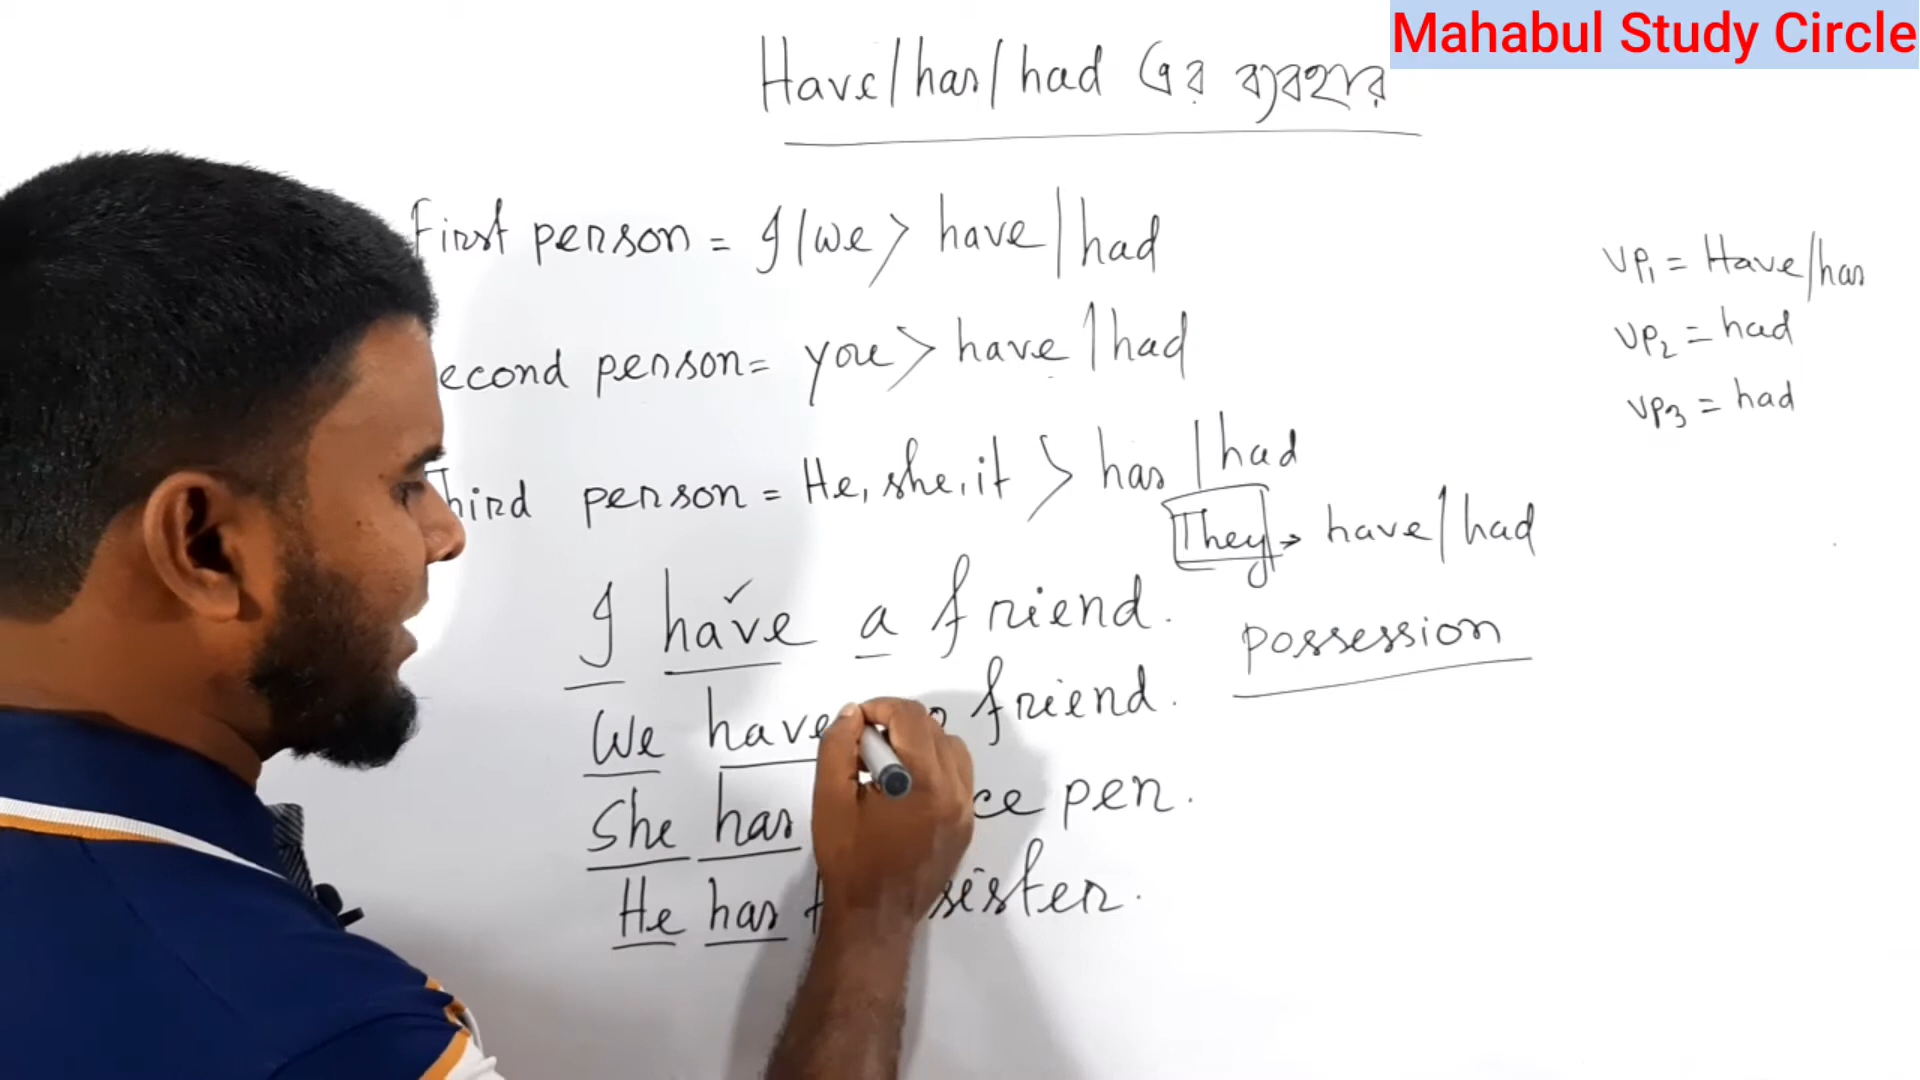 Mahabul Study Circle
Have/has/had এর ব্যবহার
First person = I/we > have/had
econd person = you > have/had
Third person = He, she, it > has/had
They → have/had
VP1 = Have/has
VP2 = had
VP3 = had
I have a friend.
possession
We have friend.
She has pen.
He has sister.